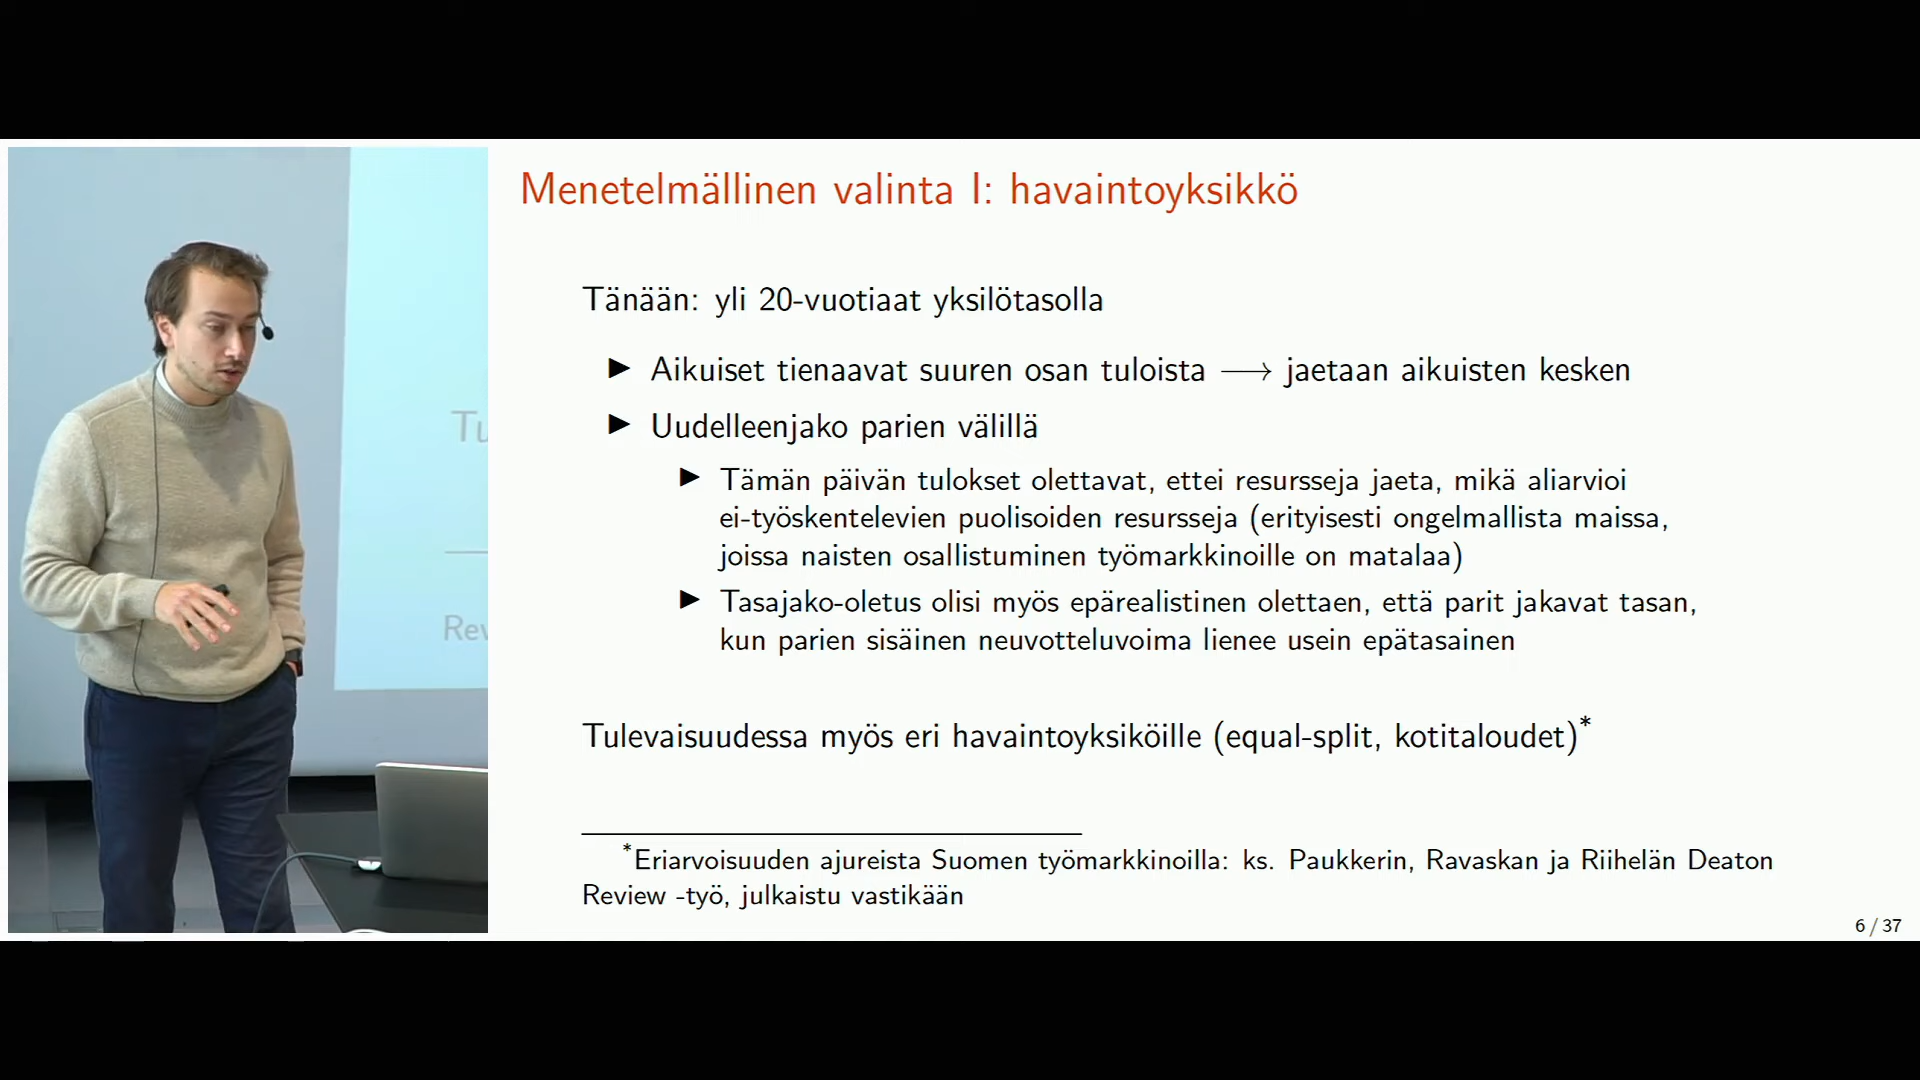 Menetelmällinen valinta I: havaintoyksikkö
Tänään: yli 20-vuotiaat yksilötasolla
▶ Aikuiset tienaavat suuren osan tuloista ⟶ jaetaan aikuisten kesken
▶ Uudelleenjako parien välillä
▶ Tämän päivän tulokset olettavat, ettei resursseja jaeta, mikä aliarvioi
ei-työskentelevien puolisoiden resursseja (erityisesti ongelmallista maissa,
joissa naisten osallistuminen työmarkkinoille on matalaa)
▶ Tasajako-oletus olisi myös epärealistinen olettaen, että parit jakavat tasan,
kun parien sisäinen neuvotteluvoima lienee usein epätasainen
Tulevaisuudessa myös eri havaintoyksiköille (equal-split, kotitaloudet)*
*Eriarvoisuuden ajureista Suomen työmarkkinoilla: ks. Paukkerin, Ravaskan ja Riihelän Deaton
Review -työ, julkaistu vastikään
6 / 37